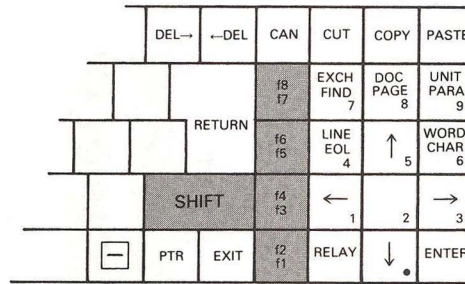 DEL→ ←DEL CAN CUT COPY PASTE
f8 EXCH DOC UNIT
f7 FIND PAGE PARA
7 8 9
RETURN
f6 LINE ↑ WORD
f5 EOL CHAR
4 5 6
SHIFT f4 ← →
f3 1 2 3
− PTR EXIT f2 RELAY ↓ ENTER
f1 •